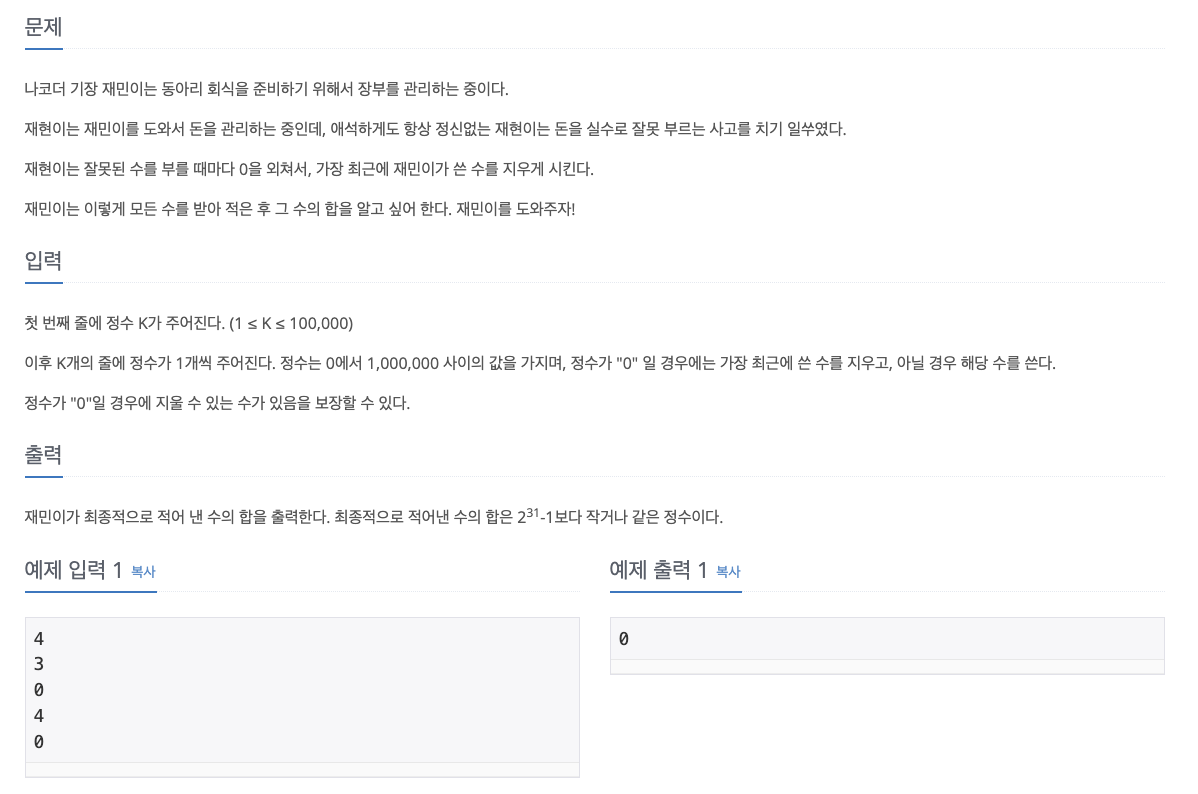 문제
나코더 기장 재민이는 동아리 회식을 준비하기 위해서 장부를 관리하는 중이다.
재현이는 재민이를 도와서 돈을 관리하는 중인데, 애석하게도 항상 정신없는 재현이는 돈을 실수로 잘못 부르는 사고를 치기 일쑤였다.
재현이는 잘못된 수를 부를 때마다 0을 외쳐서, 가장 최근에 재민이가 쓴 수를 지우게 시킨다.
재민이는 이렇게 모든 수를 받아 적은 후 그 수의 합을 알고 싶어 한다. 재민이를 도와주자!
입력
첫 번째 줄에 정수 K가 주어진다. (1 ≤ K ≤ 100,000)
이후 K개의 줄에 정수가 1개씩 주어진다. 정수는 0에서 1,000,000 사이의 값을 가지며, 정수가 "0" 일 경우에는 가장 최근에 쓴 수를 지우고, 아닐 경우 해당 수를 쓴다.
정수가 "0"일 경우에 지울 수 있는 수가 있음을 보장할 수 있다.
출력
재민이가 최종적으로 적어 낸 수의 합을 출력한다. 최종적으로 적어낸 수의 합은 2³¹-1보다 작거나 같은 정수이다.
예제 입력 1 복사
4
3
0
4
0
예제 출력 1 복사
0